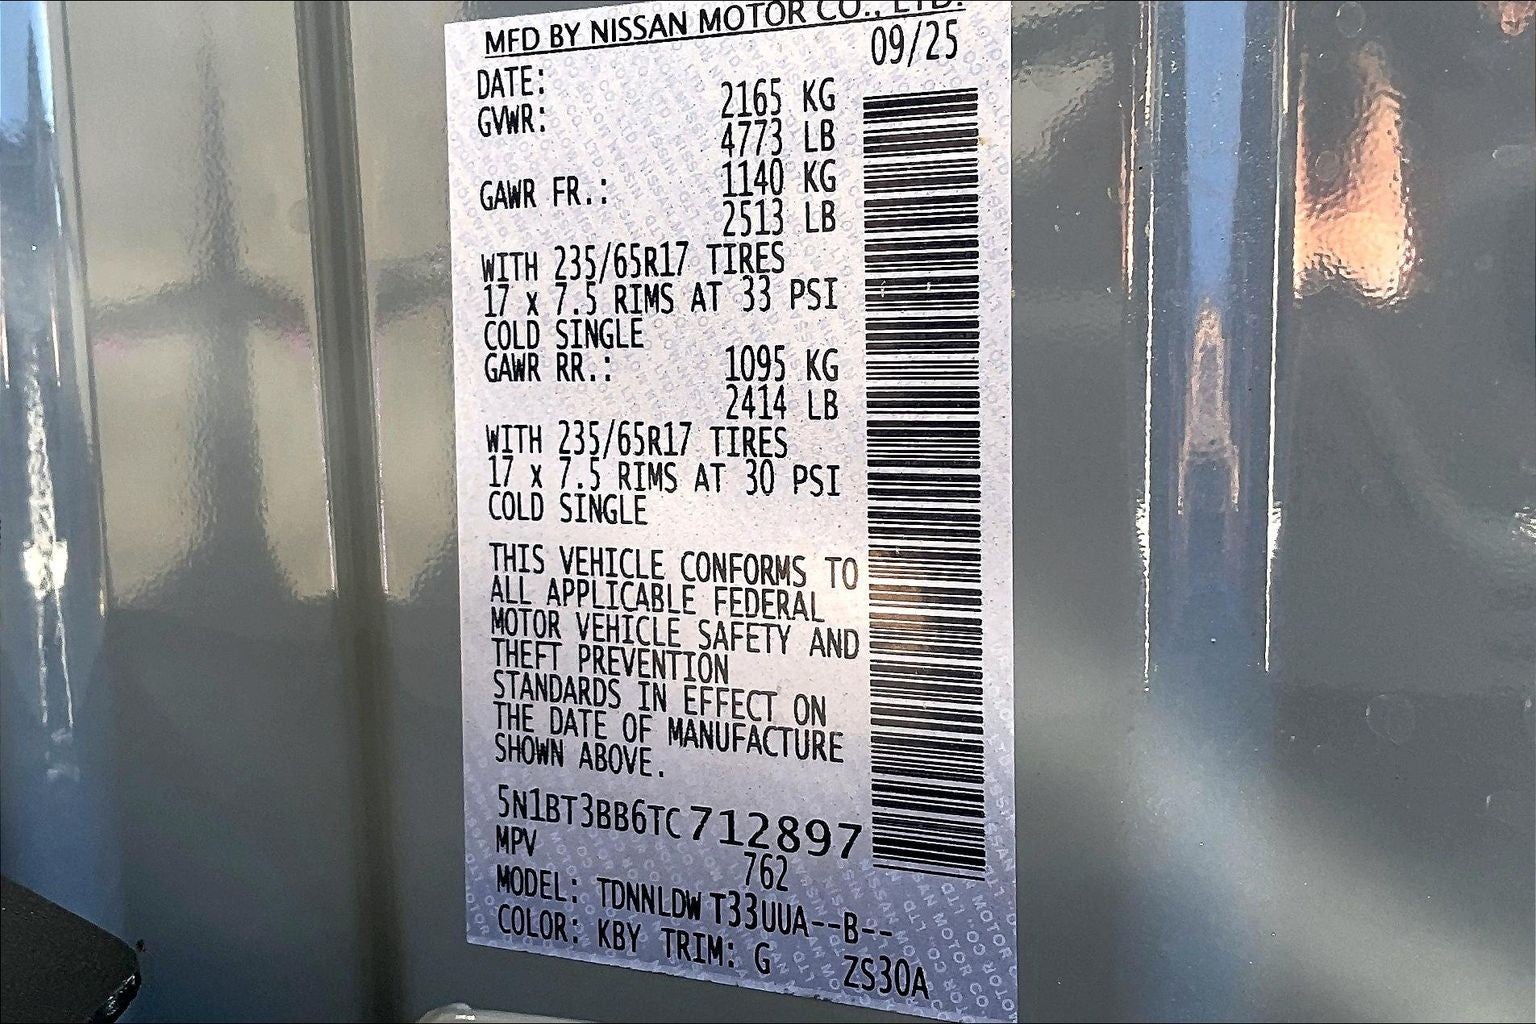 MFD BY NISSAN MOTOR CO., LTD.
DATE: 09/25
GVWR: 2165 KG
4773 LB
GAWR FR.: 1140 KG
2513 LB
WITH 235/65R17 TIRES
17 x 7.5 RIMS AT 33 PSI
COLD SINGLE
GAWR RR.: 1095 KG
2414 LB
WITH 235/65R17 TIRES
17 x 7.5 RIMS AT 30 PSI
COLD SINGLE
THIS VEHICLE CONFORMS TO
ALL APPLICABLE FEDERAL
MOTOR VEHICLE SAFETY AND
THEFT PREVENTION
STANDARDS IN EFFECT ON
THE DATE OF MANUFACTURE
SHOWN ABOVE.
5N1BT3BB6TC712897
MPV 762
MODEL: TDNNLDWT33UUA--B--
COLOR: KBY TRIM: G ZS30A